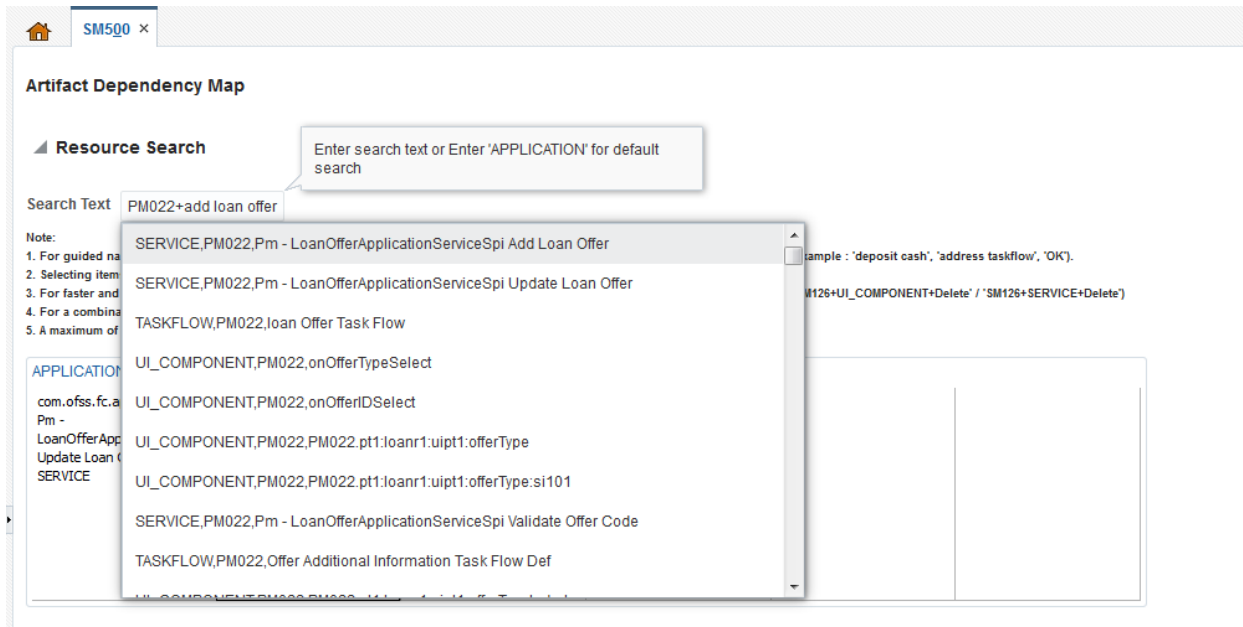 SM500 ×
Artifact Dependency Map
Resource Search
Enter search text or Enter 'APPLICATION' for default
search
Search Text PM022+add loan offer
Note:
1. For guided na
ample : 'deposit cash', 'address taskflow', 'OK').
2. Selecting item
3. For faster and
M126+UI_COMPONENT+Delete' / 'SM126+SERVICE+Delete')
4. For a combina
5. A maximum of
SERVICE,PM022,Pm - LoanOfferApplicationServiceSpi Add Loan Offer
SERVICE,PM022,Pm - LoanOfferApplicationServiceSpi Update Loan Offer
TASKFLOW,PM022,loan Offer Task Flow
UI_COMPONENT,PM022,onOfferTypeSelect
UI_COMPONENT,PM022,onOfferIDSelect
UI_COMPONENT,PM022,PM022.pt1:loanr1:uipt1:offerType
UI_COMPONENT,PM022,PM022.pt1:loanr1:uipt1:offerType:si101
SERVICE,PM022,Pm - LoanOfferApplicationServiceSpi Validate Offer Code
TASKFLOW,PM022,Offer Additional Information Task Flow Def
APPLICATION
com.ofss.fc.a
Pm -
LoanOfferApp
Update Loan
SERVICE